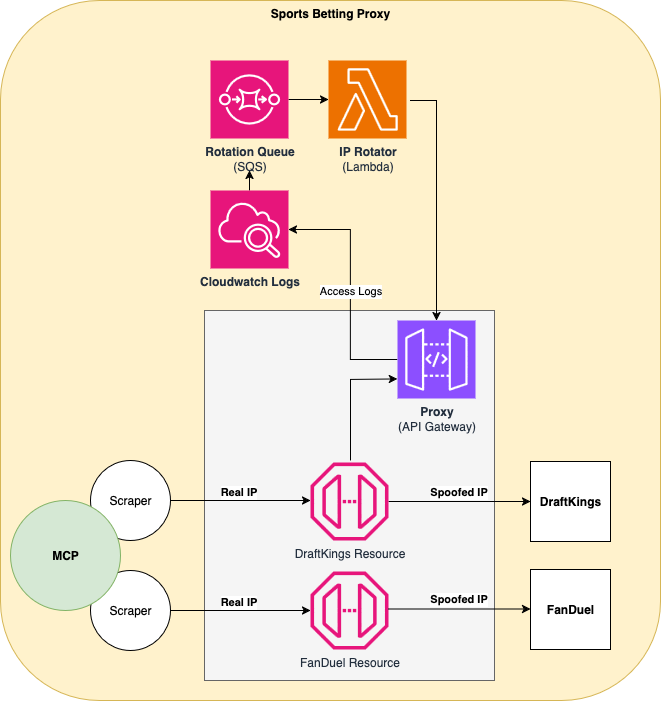 Sports Betting Proxy
Rotation Queue
(SQS)
IP Rotator
(Lambda)
Cloudwatch Logs
Access Logs
Proxy
(API Gateway)
Scraper
Real IP
Spoofed IP
DraftKings
DraftKings Resource
MCP
Scraper
Real IP
Spoofed IP
FanDuel
FanDuel Resource